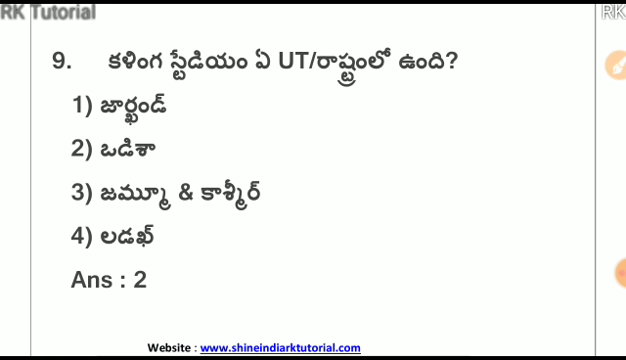 RK Tutorial
RK
9. కళింగ స్టేడియం ఏ UT/రాష్ట్రంలో ఉంది?
1) జార్ఖండ్
2) ఒడిశా
3) జమ్మూ & కాశ్మీర్
4) లడఖ్
Ans : 2
Website : www.shineindiarktutorial.com